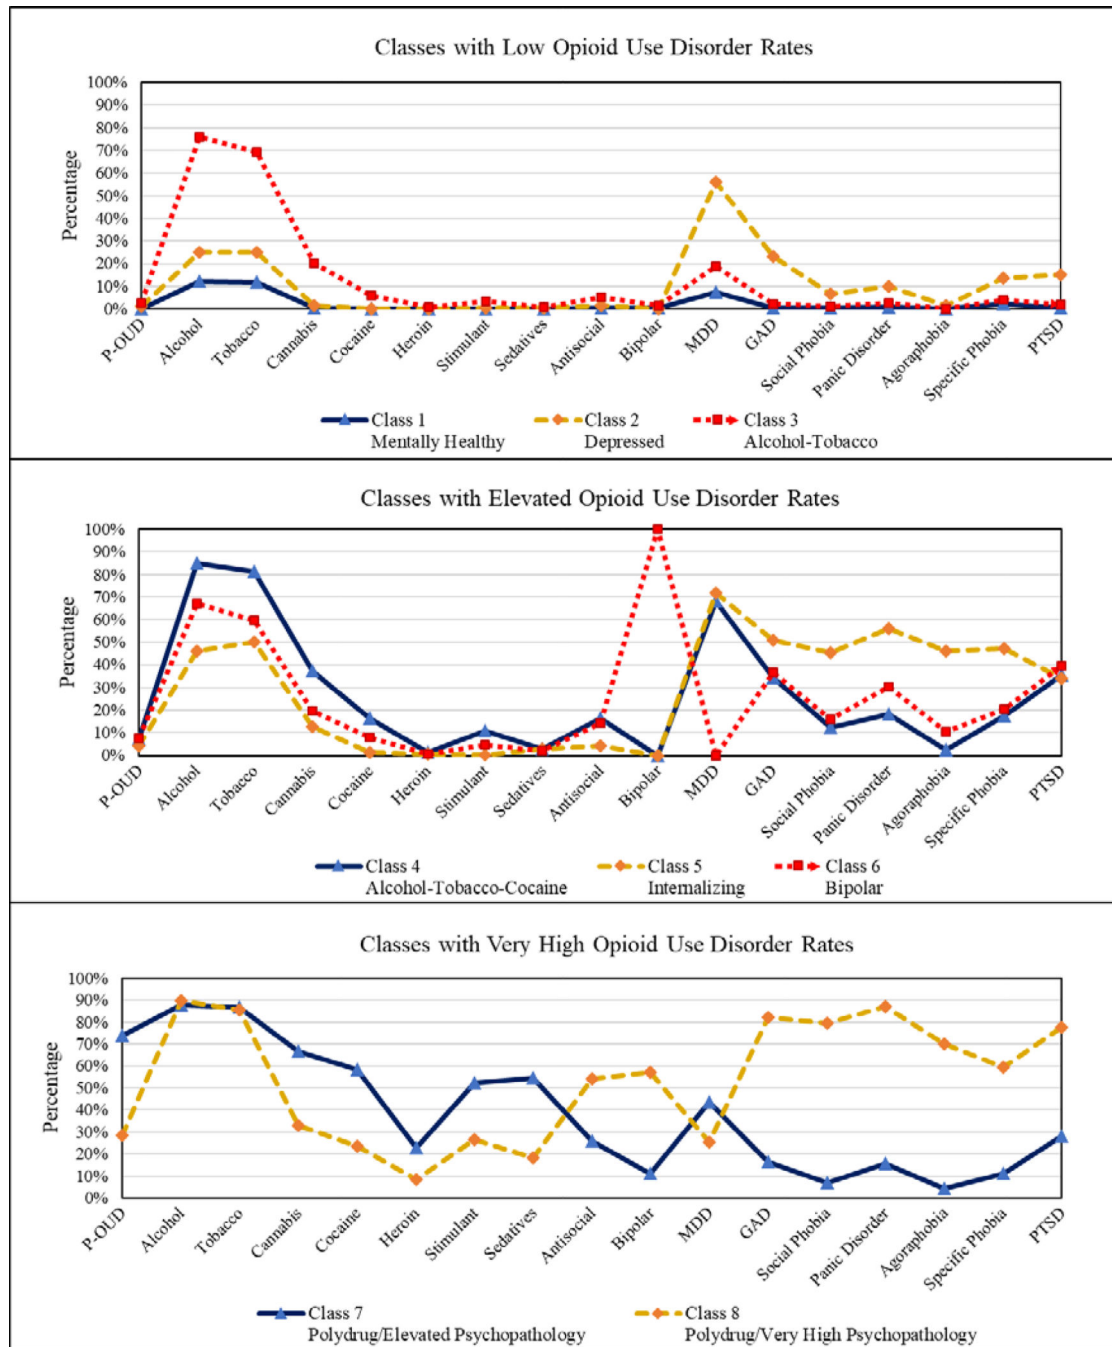 Classes with Low Opioid Use Disorder Rates
Percentage
100%
90%
80%
70%
60%
50%
40%
30%
20%
10%
0%
P-OUD
Alcohol
Tobacco
Cannabis
Cocaine
Heroin
Stimulant
Sedatives
Antisocial
Bipolar
MDD
GAD
Social Phobia
Panic Disorder
Agoraphobia
Specific Phobia
PTSD
Class 1
Mentally Healthy
Class 2
Depressed
Class 3
Alcohol-Tobacco
Classes with Elevated Opioid Use Disorder Rates
Percentage
100%
90%
80%
70%
60%
50%
40%
30%
20%
10%
0%
P-OUD
Alcohol
Tobacco
Cannabis
Cocaine
Heroin
Stimulant
Sedatives
Antisocial
Bipolar
MDD
GAD
Social Phobia
Panic Disorder
Agoraphobia
Specific Phobia
PTSD
Class 4
Alcohol-Tobacco-Cocaine
Class 5
Internalizing
Class 6
Bipolar
Classes with Very High Opioid Use Disorder Rates
Percentage
100%
90%
80%
70%
60%
50%
40%
30%
20%
10%
0%
P-OUD
Alcohol
Tobacco
Cannabis
Cocaine
Heroin
Stimulant
Sedatives
Antisocial
Bipolar
MDD
GAD
Social Phobia
Panic Disorder
Agoraphobia
Specific Phobia
PTSD
Class 7
Polydrug/Elevated Psychopathology
Class 8
Polydrug/Very High Psychopathology